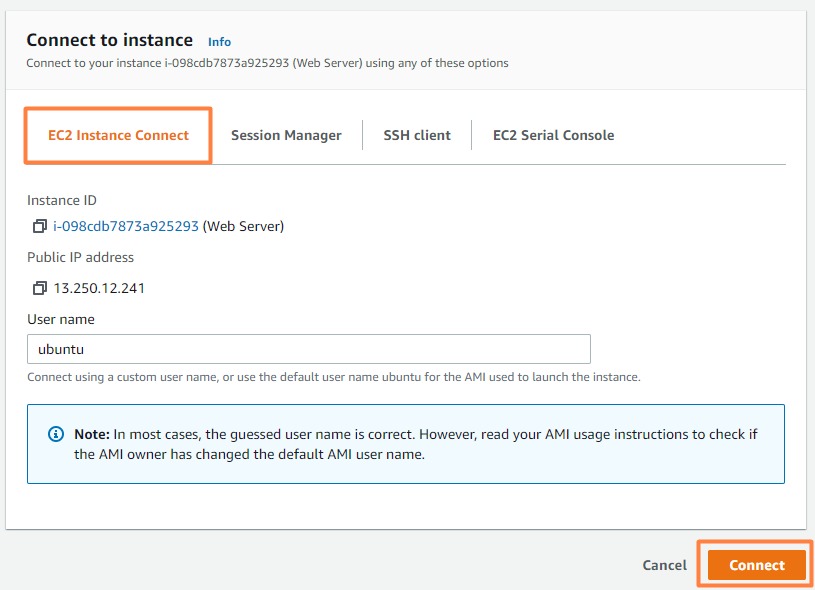 Connect to instance Info
Connect to your instance i-098cdb7873a925293 (Web Server) using any of these options
EC2 Instance Connect Session Manager SSH client EC2 Serial Console
Instance ID
i-098cdb7873a925293 (Web Server)
Public IP address
13.250.12.241
User name
ubuntu
Connect using a custom user name, or use the default user name ubuntu for the AMI used to launch the instance.
Note: In most cases, the guessed user name is correct. However, read your AMI usage instructions to check if
the AMI owner has changed the default AMI user name.
Cancel Connect